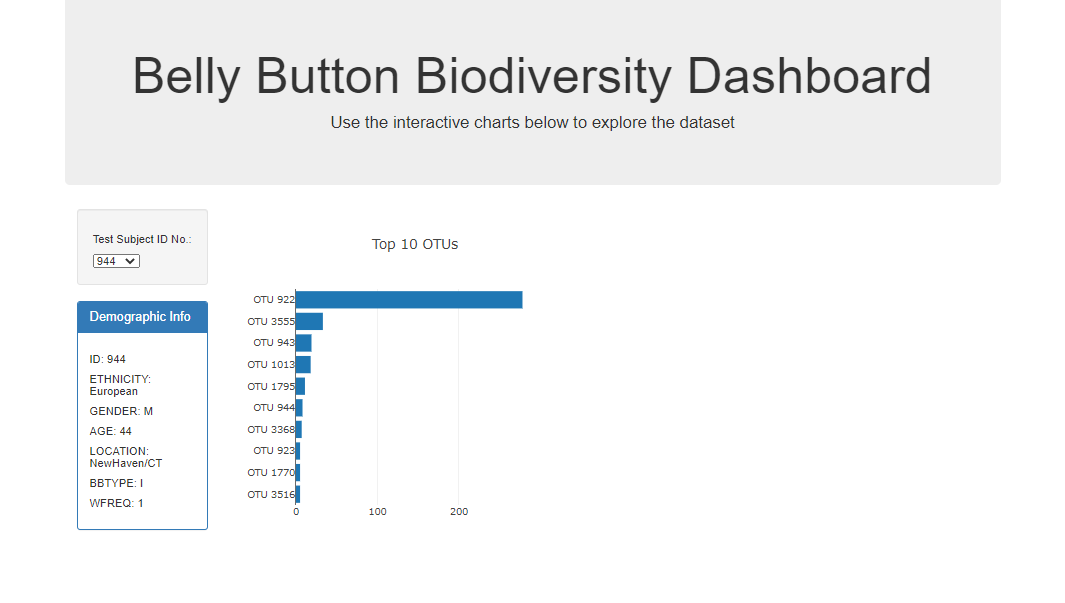 Belly Button Biodiversity Dashboard
Use the interactive charts below to explore the dataset
Test Subject ID No.:
944
Demographic Info
ID: 944
ETHNICITY:
European
GENDER: M
AGE: 44
LOCATION:
NewHaven/CT
BBTYPE: I
WFREQ: 1
Top 10 OTUs
OTU 922
OTU 3555
OTU 943
OTU 1013
OTU 1795
OTU 944
OTU 3368
OTU 923
OTU 1770
OTU 3516
0 100 200